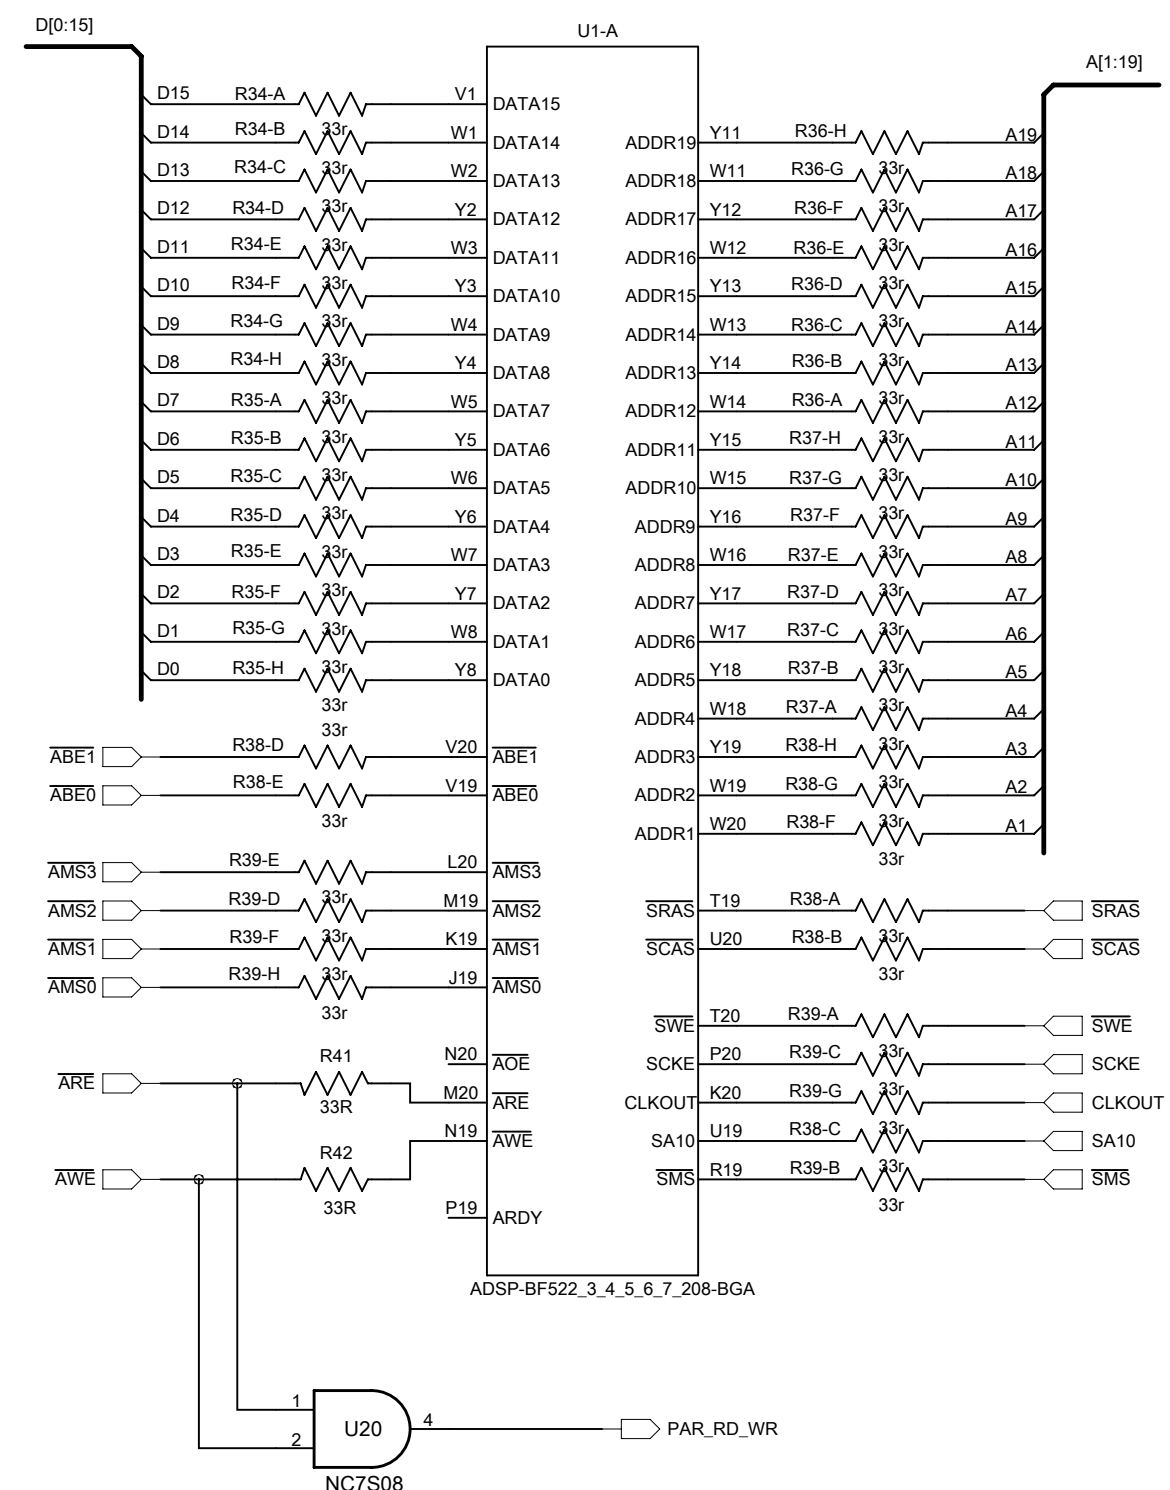 D[0:15]
U1-A
A[1:19]
D15 R34-A V1 DATA15
33r
D14 R34-B W1 DATA14 ADDR19 Y11 R36-H A19
33r 33r
D13 R34-C W2 DATA13 ADDR18 W11 R36-G A18
33r 33r
D12 R34-D Y2 DATA12 ADDR17 Y12 R36-F A17
33r 33r
D11 R34-E W3 DATA11 ADDR16 W12 R36-E A16
33r 33r
D10 R34-F Y3 DATA10 ADDR15 Y13 R36-D A15
33r 33r
D9 R34-G W4 DATA9 ADDR14 W13 R36-C A14
33r 33r
D8 R34-H Y4 DATA8 ADDR13 Y14 R36-B A13
33r 33r
D7 R35-A W5 DATA7 ADDR12 W14 R36-A A12
33r 33r
D6 R35-B Y5 DATA6 ADDR11 Y15 R37-H A11
33r 33r
D5 R35-C W6 DATA5 ADDR10 W15 R37-G A10
33r 33r
D4 R35-D Y6 DATA4 ADDR9 Y16 R37-F A9
33r 33r
D3 R35-E W7 DATA3 ADDR8 W16 R37-E A8
33r 33r
D2 R35-F Y7 DATA2 ADDR7 Y17 R37-D A7
33r 33r
D1 R35-G W8 DATA1 ADDR6 W17 R37-C A6
33r 33r
D0 R35-H Y8 DATA0 ADDR5 Y18 R37-B A5
33r 33r
ADDR4 W18 R37-A A4
33r 33r
ABE1 R38-D V20 ABE1 ADDR3 Y19 R38-H A3
33r
ABE0 R38-E V19 ABE0 ADDR2 W19 R38-G A2
33r 33r
ADDR1 W20 R38-F A1
33r
AMS3 R39-E L20 AMS3
33r
AMS2 R39-D M19 AMS2 SRAS T19 R38-A SRAS
33r 33r
AMS1 R39-F K19 AMS1 SCAS U20 R38-B SCAS
33r 33r
AMS0 R39-H J19 AMS0
33r
SWE T20 R39-A SWE
33r
N20 AOE SCKE P20 R39-C SCKE
33r
ARE R41 33R M20 ARE CLKOUT K20 R39-G CLKOUT
33r
N19 AWE SA10 U19 R38-C SA10
33r
AWE R42 33R SMS R19 R39-B SMS
33r
P19 ARDY
ADSP-BF522_3_4_5_6_7_208-BGA
1
U20 4 PAR_RD_WR
2
NC7S08